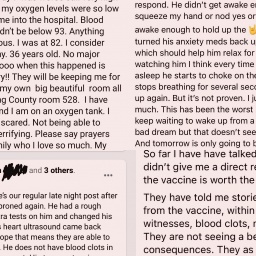 my oxygen levels were so low
me into the hospital. Blood
dn't be below 93. Anything
ous. I was at 82. I consider
ny. 36 years old. No major
ooo when this happened is
y!! They will be keeping me for
my own big beautiful room all
ng County room 528. I have
nd I am on an oxygen tank. I
scared. Not being able to
errifying. Please say prayers
mily who I love so much. My
and 3 others.
e's our regular late night post after
proned again. He had a rough
ra tests on him and changed his
s heart ultrasound came back
ope that means they are able to
He does not have blood clots in
respond. He didn't get awake en
squeeze my hand or nod yes or
awake enough to hold up the
turned his anxiety meds back u
which should help him relax for
watching him I think every time
asleep he starts to choke on the
stops breathing for several seco
up again. But it's not proven. I j
much. This has been the worst
keep waiting to wake up from a
bad dream but that doesn't see
And tomorrow is only going to b
So far I have have talked
didn't give me a direct re
the vaccine is worth the
They have told me storie
from the vaccine, within
witnesses, blood clots, r
They are not seeing a be
consequences. They as